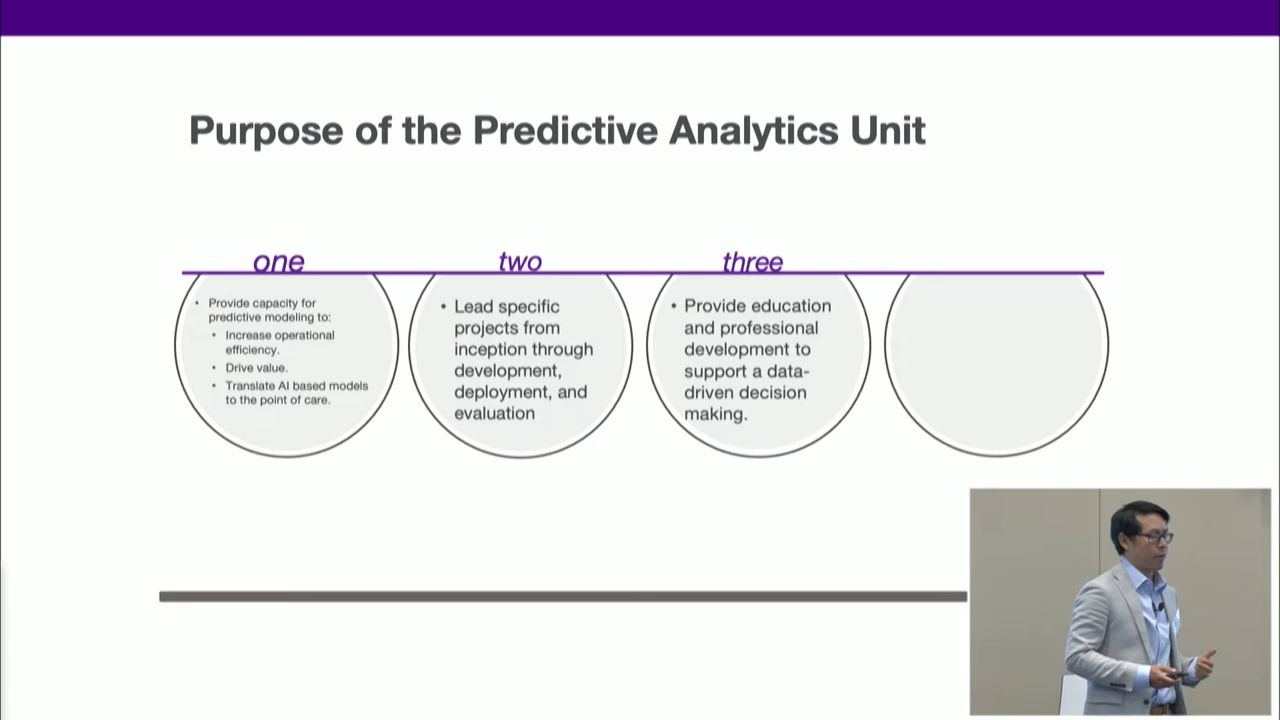 Purpose of the Predictive Analytics Unit
one
• Provide capacity for
predictive modeling to:
• Increase operational
efficiency.
• Drive value.
• Translate AI based models
to the point of care.
two
• Lead specific
projects from
inception through
development,
deployment, and
evaluation
three
• Provide education
and professional
development to
support a data-
driven decision
making.